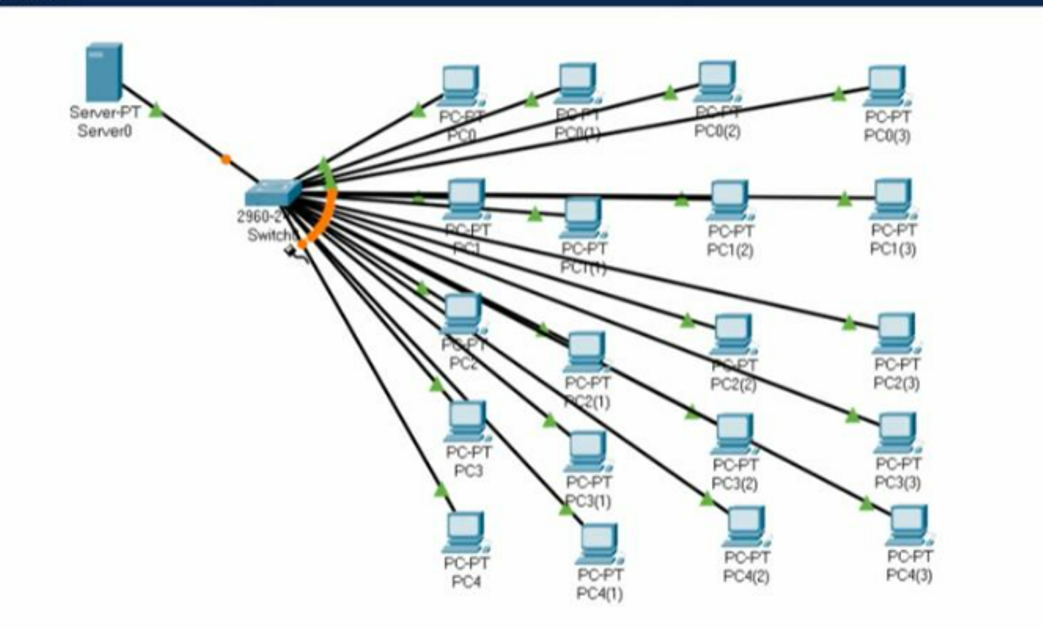 Server-PT
Server0
PC-PT
PC0
PC-PT
PC0(1)
PC-PT
PC0(2)
PC-PT
PC0(3)
2960-2
Switch
PC-PT
PC1
PC-PT
PC1(1)
PC-PT
PC1(2)
PC-PT
PC1(3)
PC-PT
PC2
PC-PT
PC2(1)
PC-PT
PC2(2)
PC-PT
PC2(3)
PC-PT
PC3
PC-PT
PC3(1)
PC-PT
PC3(2)
PC-PT
PC3(3)
PC-PT
PC4
PC-PT
PC4(1)
PC-PT
PC4(2)
PC-PT
PC4(3)